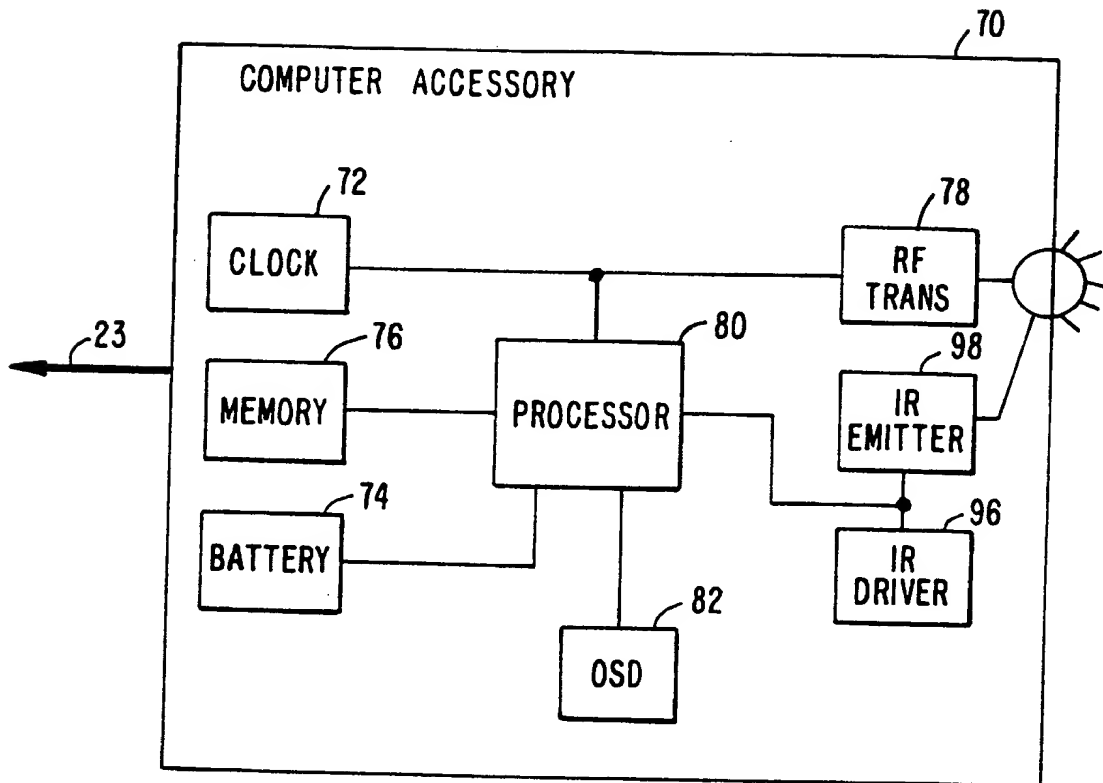 70
COMPUTER ACCESSORY
72
CLOCK
78
RF
TRANS
23
76
MEMORY
80
PROCESSOR
98
IR
EMITTER
74
BATTERY
96
IR
DRIVER
82
OSD